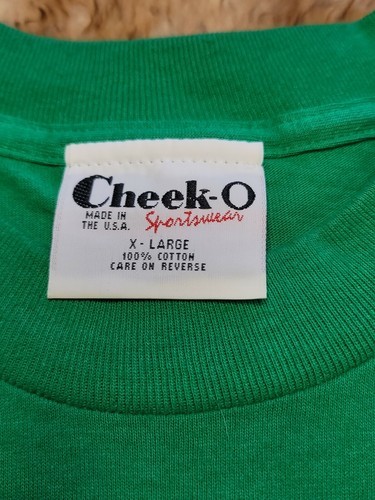 Cheek-O
MADE IN Sportswear
THE U.S.A.
X - LARGE
100% COTTON
CARE ON REVERSE